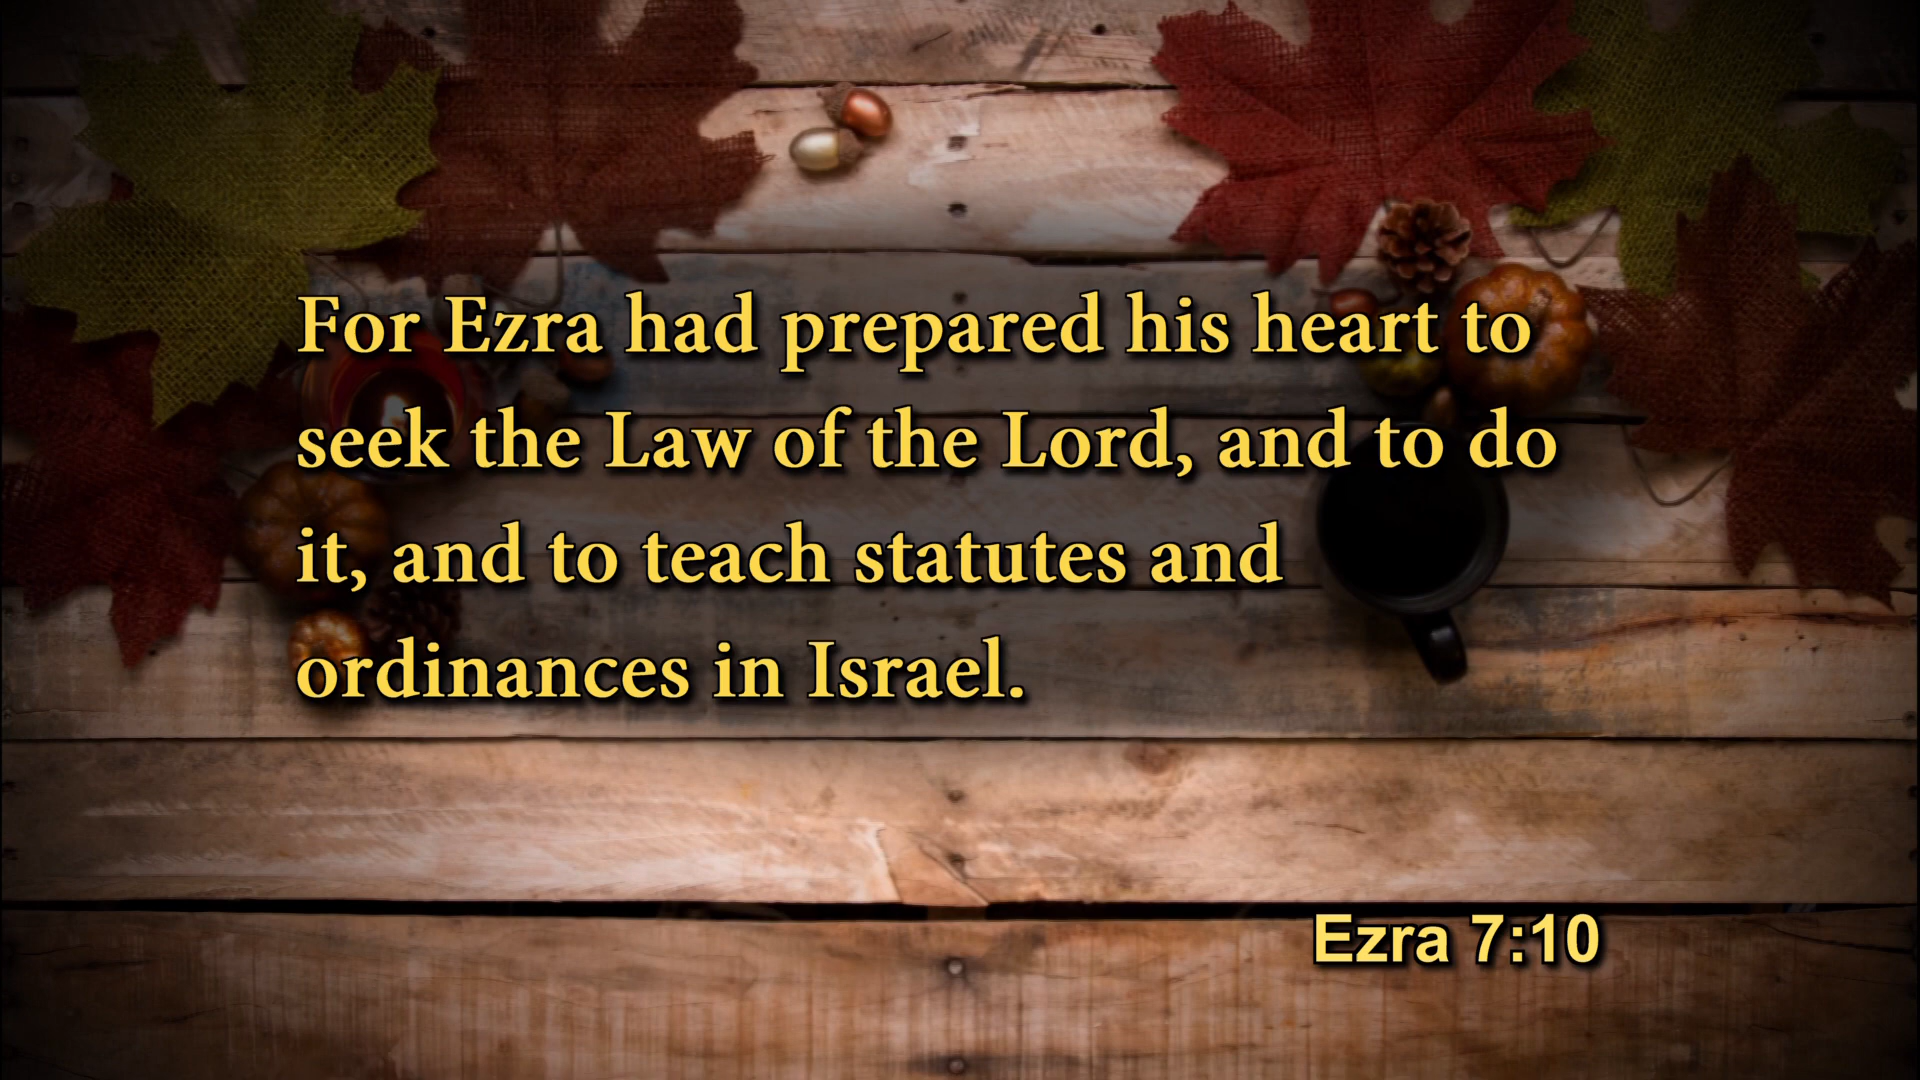 For Ezra had prepared his heart to
seek the Law of the Lord, and to do
it, and to teach statutes and
ordinances in Israel.
Ezra 7:10